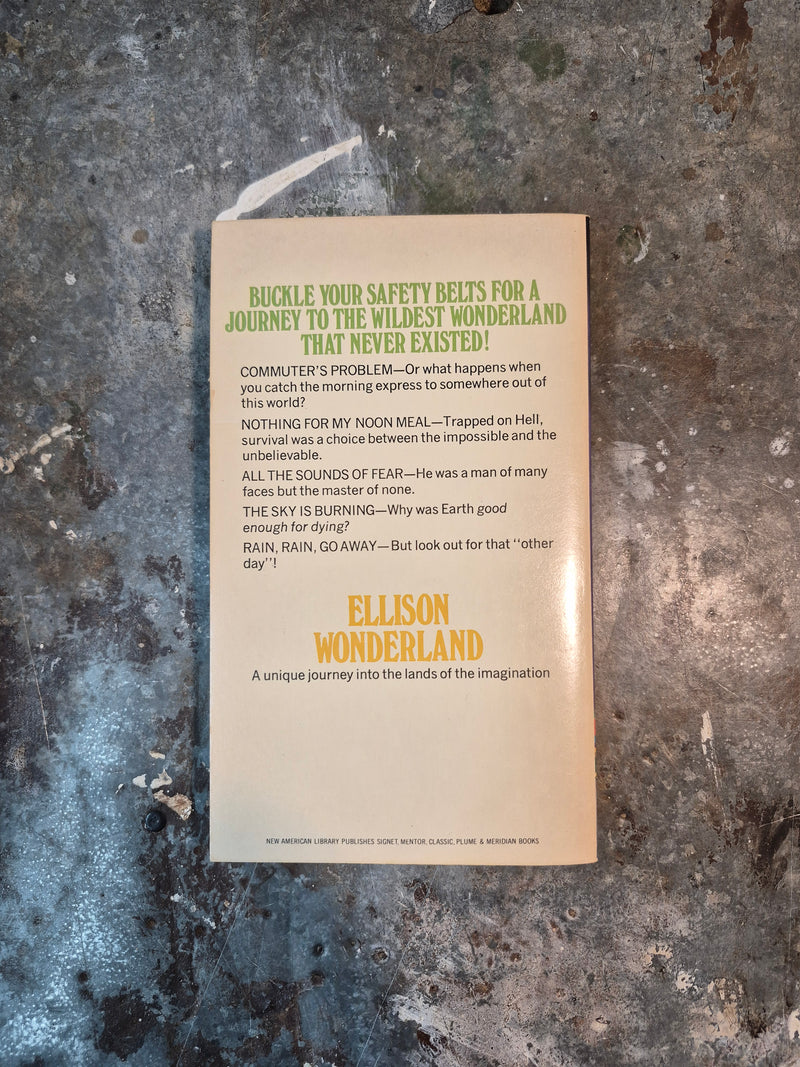 BUCKLE YOUR SAFETY BELTS FOR A
JOURNEY TO THE WILDEST WONDERLAND
THAT NEVER EXISTED!
COMMUTER'S PROBLEM—Or what happens when
you catch the morning express to somewhere out of
this world?
NOTHING FOR MY NOON MEAL—Trapped on Hell,
survival was a choice between the impossible and the
unbelievable.
ALL THE SOUNDS OF FEAR—He was a man of many
faces but the master of none.
THE SKY IS BURNING—Why was Earth good
enough for dying?
RAIN, RAIN, GO AWAY—But look out for that "other
day"!
ELLISON
WONDERLAND
A unique journey into the lands of the imagination
NEW AMERICAN LIBRARY PUBLISHES SIGNET, MENTOR, CLASSIC, PLUME & MERIDIAN BOOKS